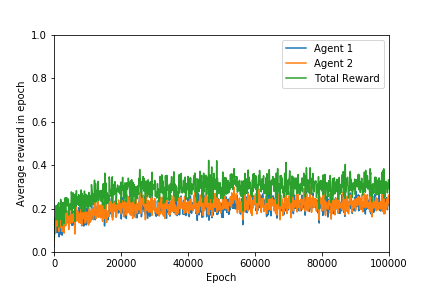 Agent 1
Agent 2
Total Reward
Average reward in epoch
1.0
0.8
0.6
0.4
0.2
0.0
0 20000 40000 60000 80000 100000
Epoch